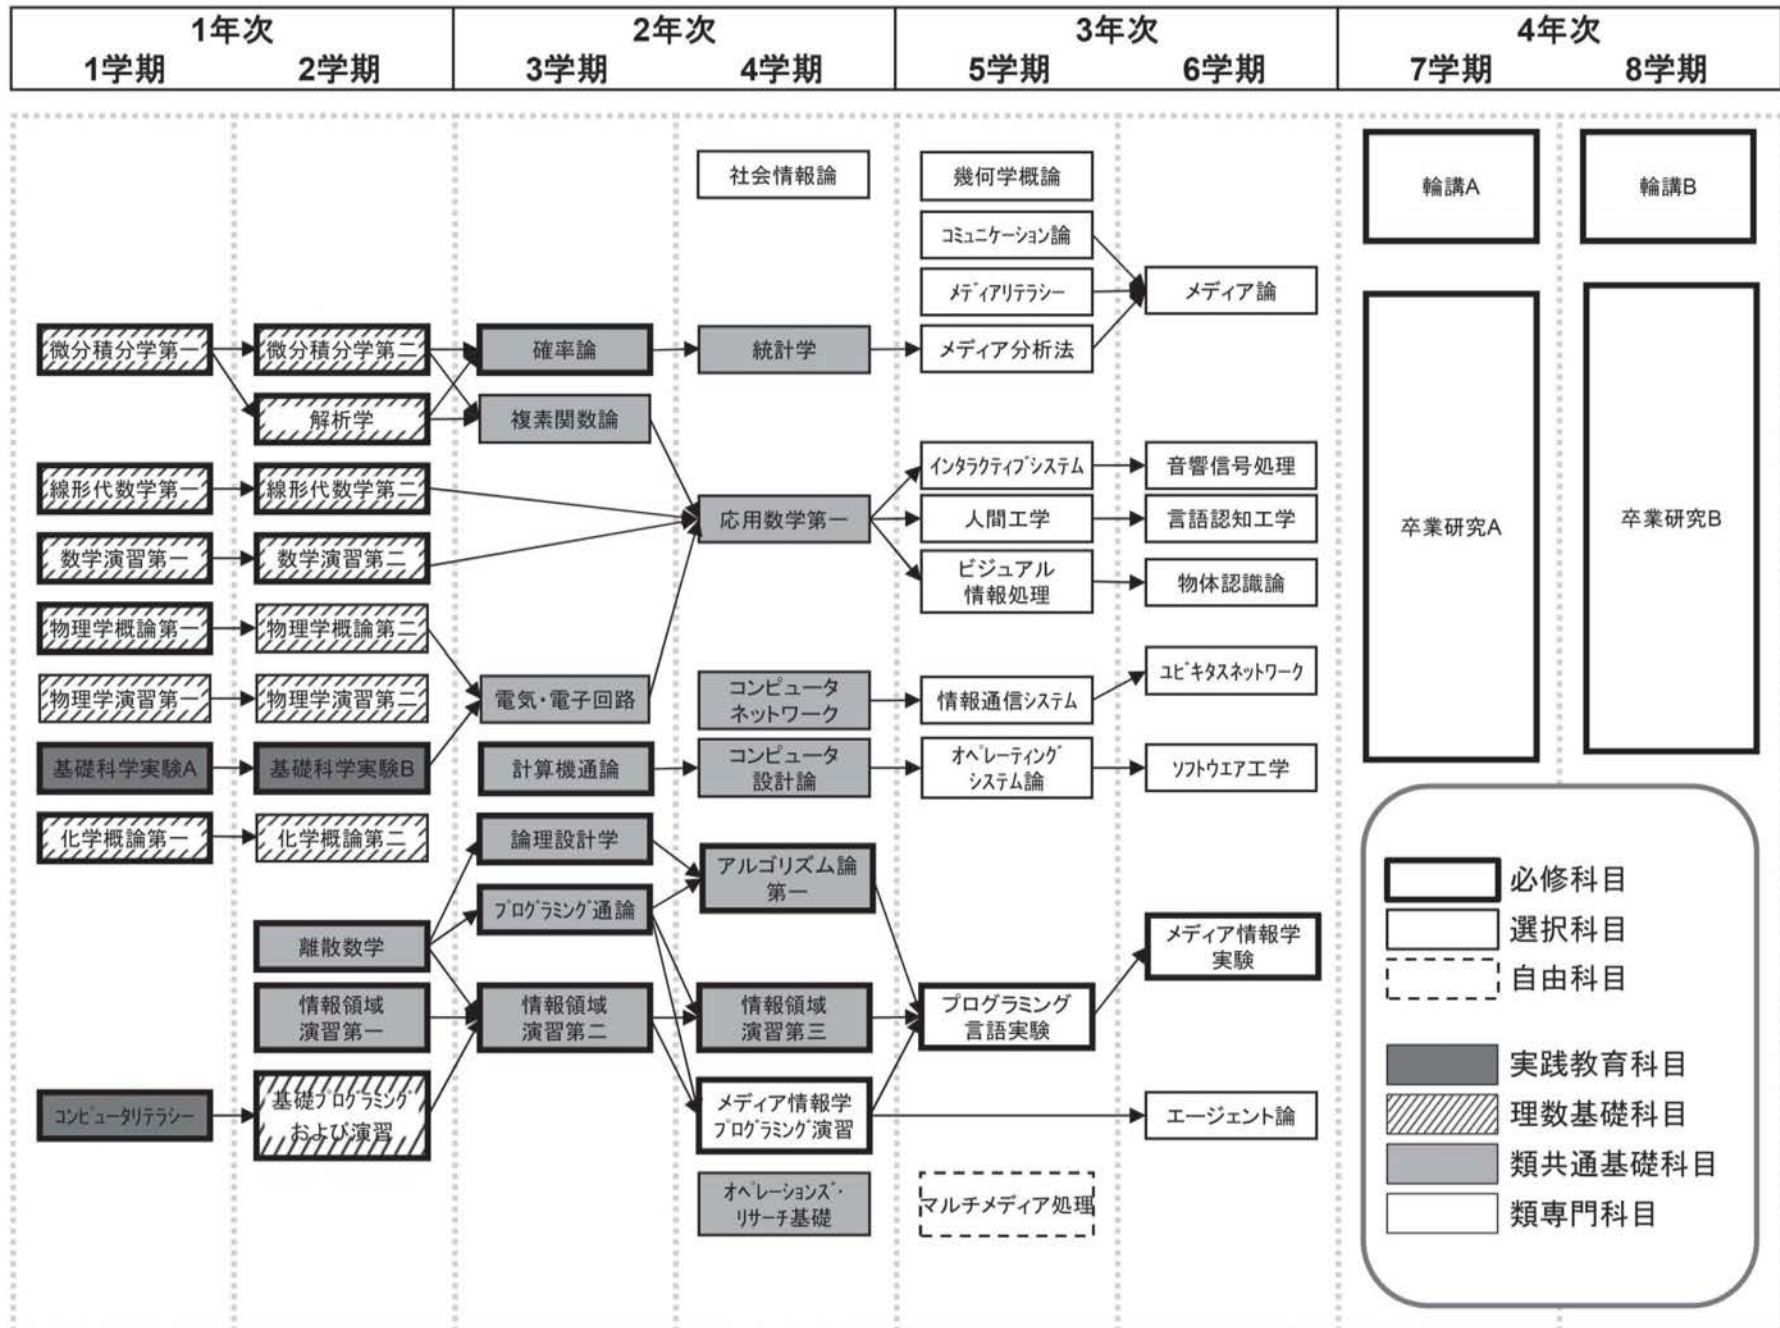 1年次
2年次
3年次
4年次
1学期
2学期
3学期
4学期
5学期
6学期
7学期
8学期
社会情報論
幾何学概論
輪講A
輪講B
コミュニケーション論
メディアリテラシー
メディア論
微分積分学第一
微分積分学第二
確率論
統計学
メディア分析法
解析学
複素関数論
線形代数学第一
線形代数学第二
インタラクティブシステム
音響信号処理
応用数学第一
人間工学
言語認知工学
卒業研究A
卒業研究B
数学演習第一
数学演習第二
ビジュアル
情報処理
物体認識論
物理学概論第一
物理学概論第二
物理学演習第一
物理学演習第二
電気・電子回路
コンピュータ
ネットワーク
情報通信システム
ユビキタスネットワーク
基礎科学実験A
基礎科学実験B
計算機通論
コンピュータ
設計論
オペレーティング
システム論
ソフトウエア工学
化学概論第一
化学概論第二
論理設計学
アルゴリズム論
第一
プログラミング通論
離散数学
メディア情報学
実験
情報領域
演習第一
情報領域
演習第二
情報領域
演習第三
プログラミング
言語実験
コンピュータリテラシー
基礎プログラミング
および演習
メディア情報学
プログラミング演習
エージェント論
オペレーションズ・
リサーチ基礎
マルチメディア処理
必修科目
選択科目
自由科目
実践教育科目
理数基礎科目
類共通基礎科目
類専門科目